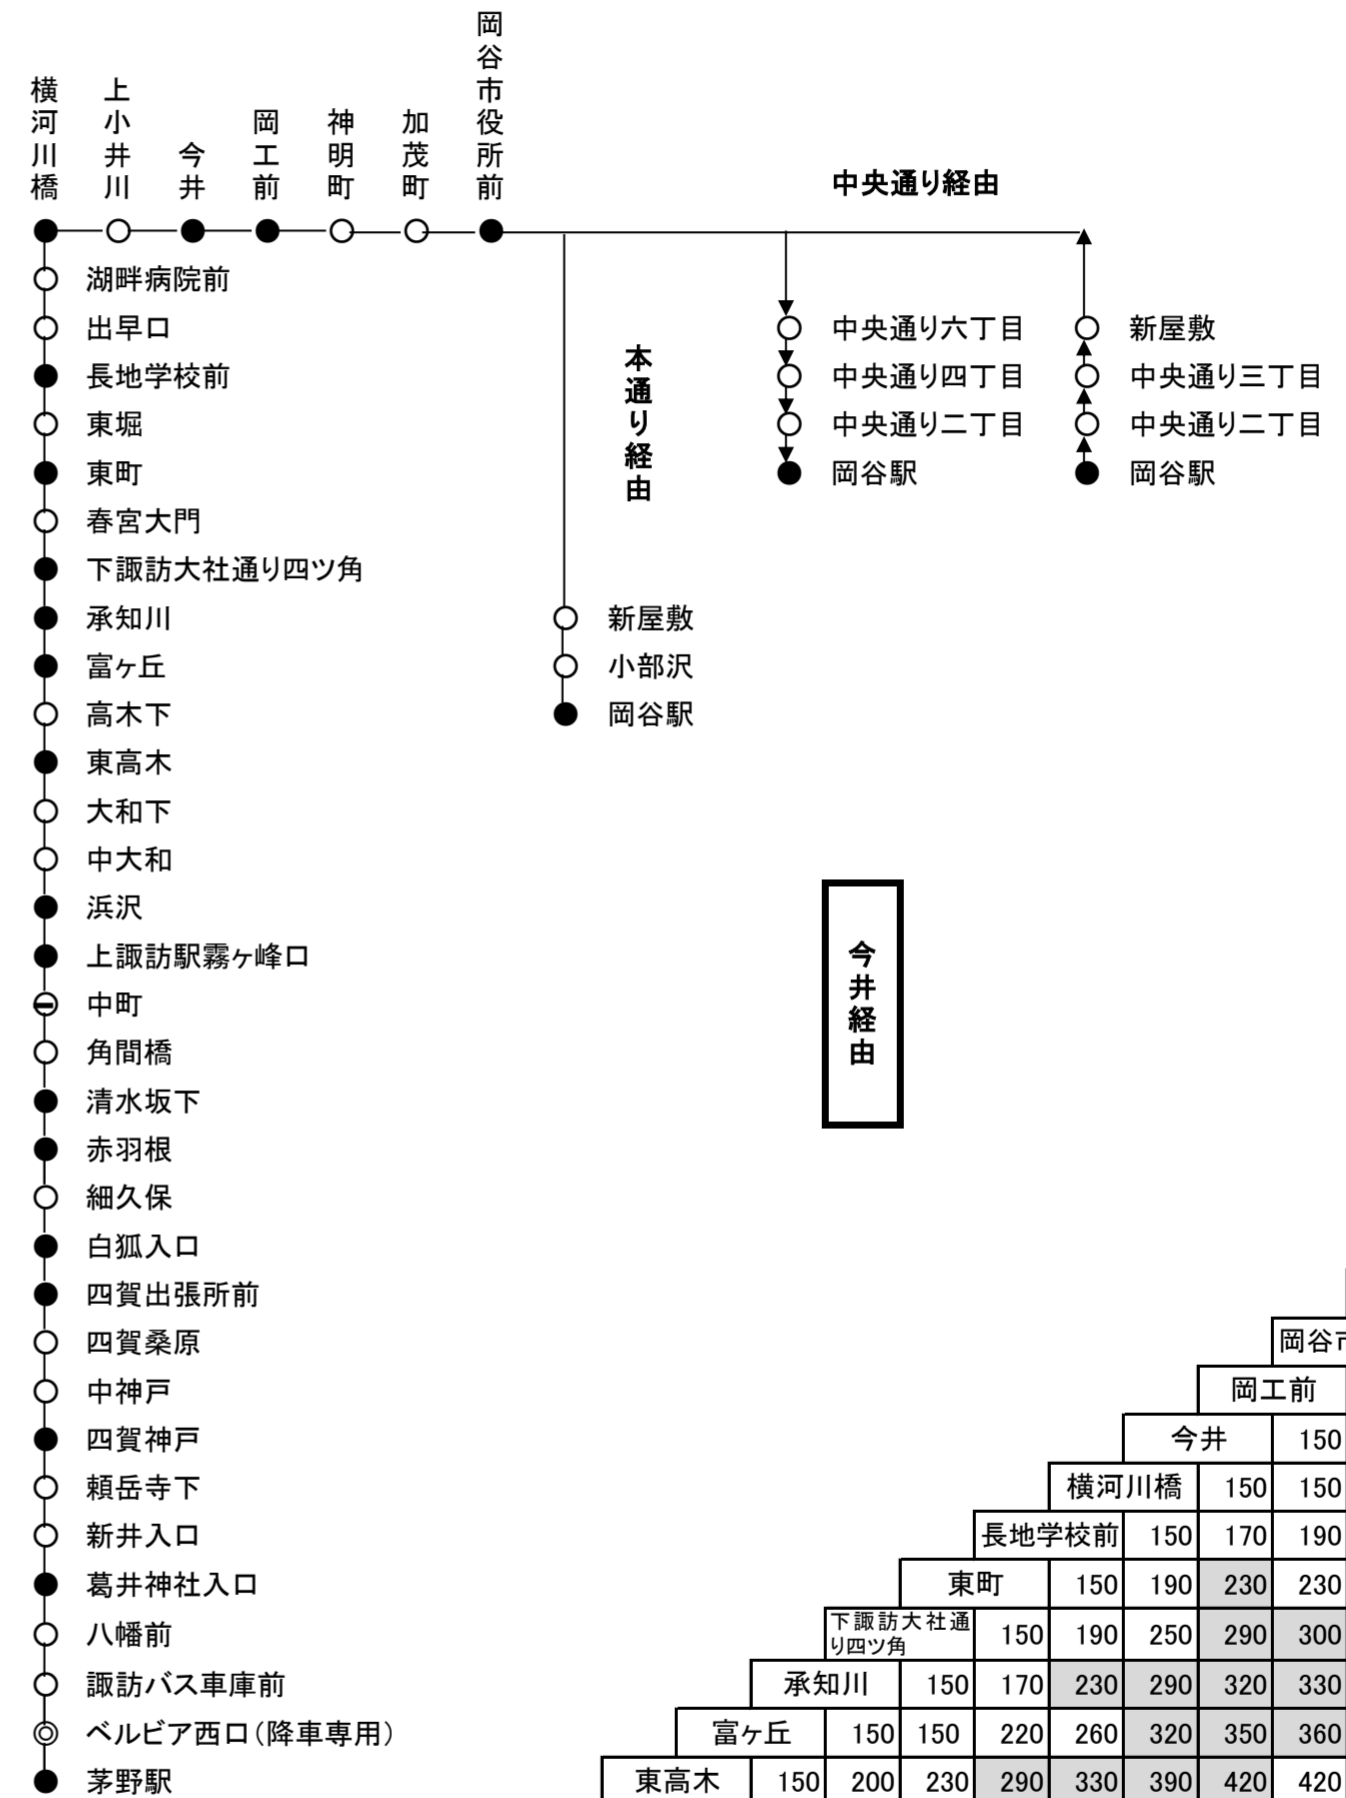 横河川橋
上小井川
今井
岡工前
神明町
加茂町
岡谷市役所前
中央通り経由
湖畔病院前
出早口
長地学校前
東堀
東町
春宮大門
下諏訪大社通り四ツ角
承知川
富ヶ丘
高木下
東高木
大和下
中大和
浜沢
上諏訪駅霧ヶ峰口
中町
角間橋
清水坂下
赤羽根
細久保
白狐入口
四賀出張所前
四賀桑原
中神戸
四賀神戸
頼岳寺下
新井入口
葛井神社入口
八幡前
諏訪バス車庫前
ベルビア西口(降車専用)
茅野駅
本通り経由
新屋敷
小部沢
岡谷駅
中央通り六丁目
中央通り四丁目
中央通り二丁目
岡谷駅
新屋敷
中央通り三丁目
中央通り二丁目
岡谷駅
今井経由
岡谷
岡工前
今井 150
横河川橋 150 150
長地学校前 150 170 190
東町 150 190 230 230
下諏訪大社通
り四ツ角 150 190 250 290 300
承知川 150 170 230 290 320 330
富ヶ丘 150 150 220 260 320 350 360
東高木 150 200 230 290 330 390 420 420